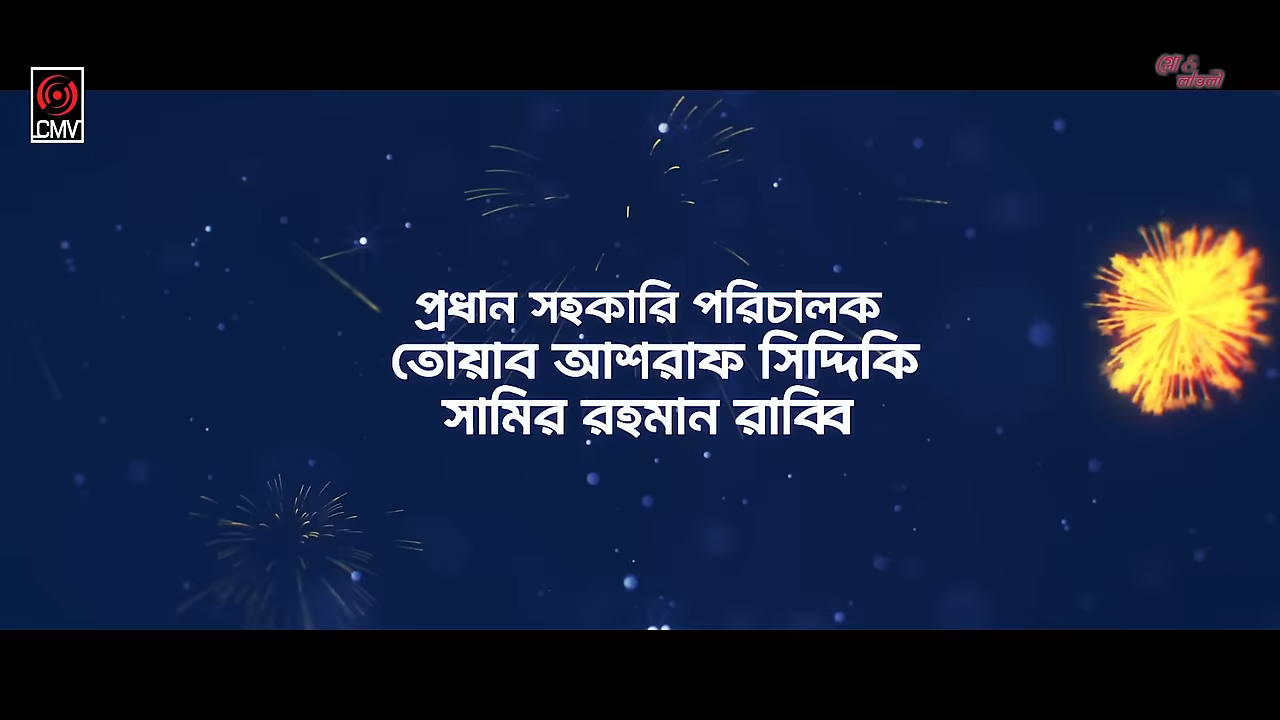 CMV
প্রধান সহকারি পরিচালক
তোয়াব আশরাফ সিদ্দিকি
সামির রহমান রাব্বি